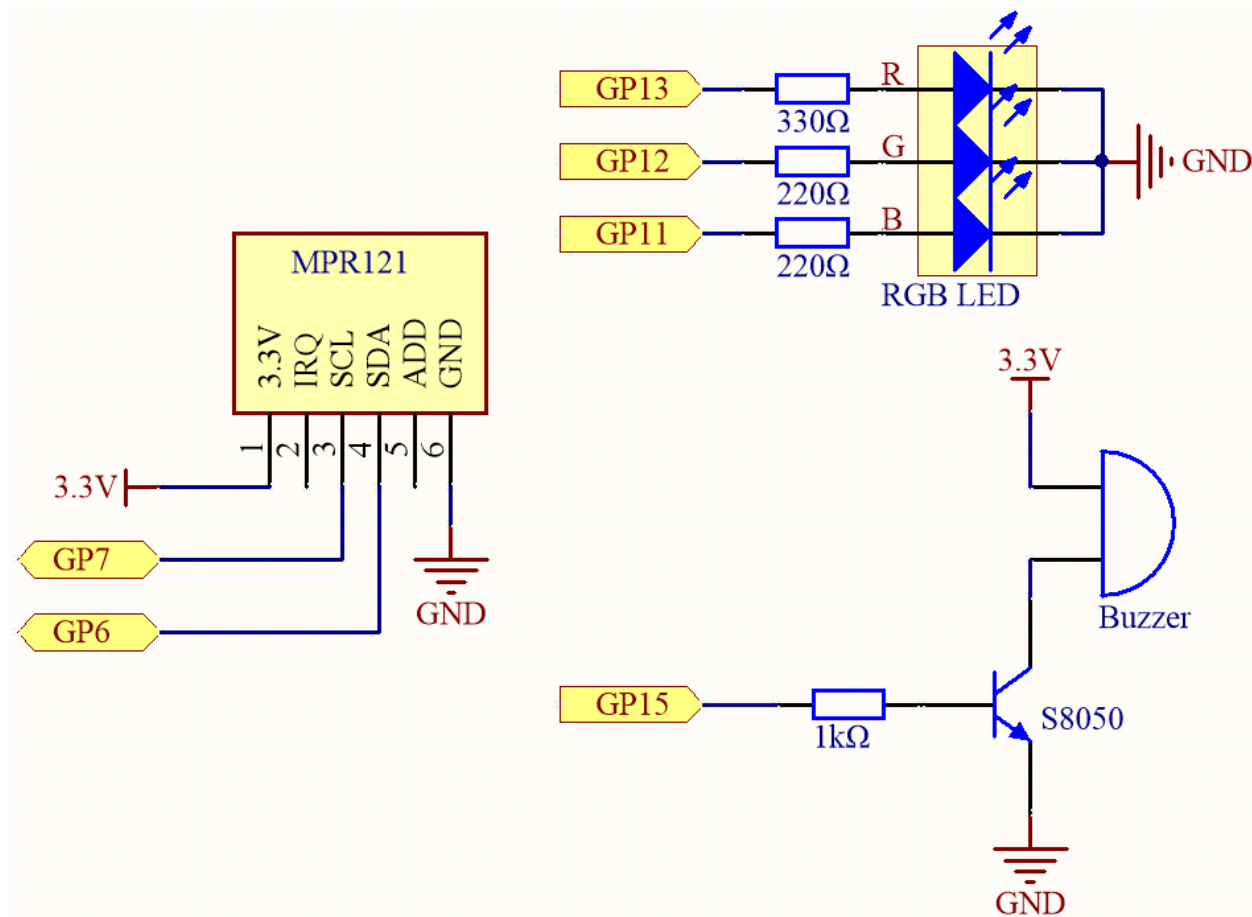 GP13
R
330Ω
GP12
G
220Ω
GP11
B
220Ω
GND
RGB LED
MPR121
3.3V
IRQ
SCL
SDA
ADD
GND
1
2
3
4
5
6
3.3V
GP7
GP6
GND
3.3V
Buzzer
GP15
1kΩ
S8050
GND